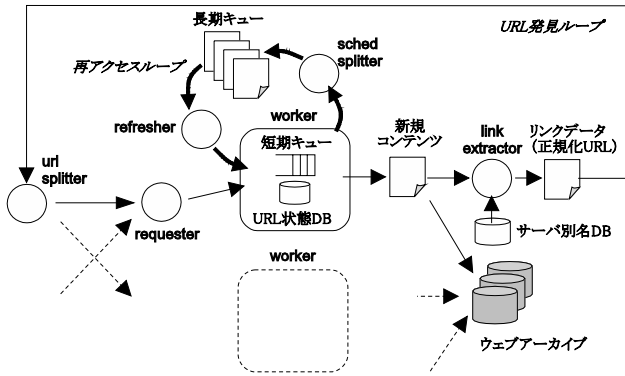 長期キュー
URL発見ループ
sched
splitter
再アクセスループ
refresher
worker
短期キュー
URL状態DB
新規
コンテンツ
link
extractor
リンクデータ
（正規化URL）
url
splitter
requester
サーバ別名DB
worker
ウェブアーカイブ